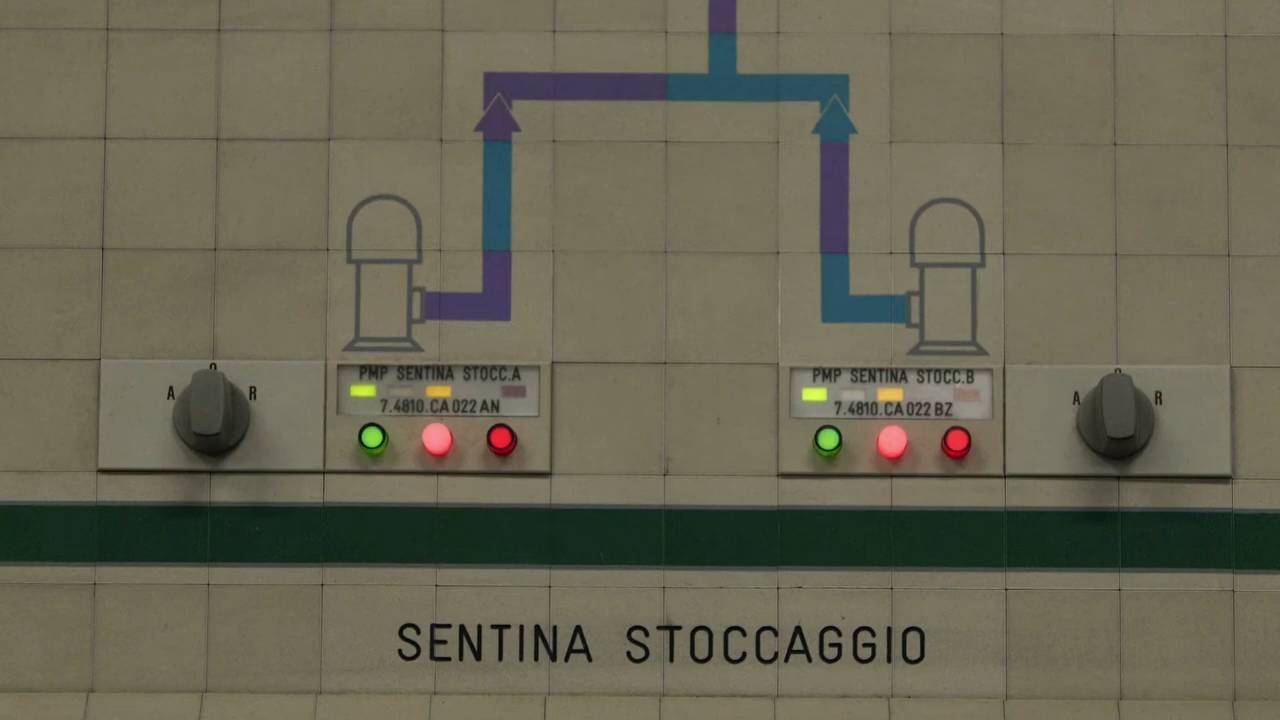 PMP SENTINA STOCC.A
7.4810.CA 022 AN
PMP SENTINA STOCC.B
7.4810.CA 022 BZ
A O R
A O R
SENTINA STOCCAGGIO